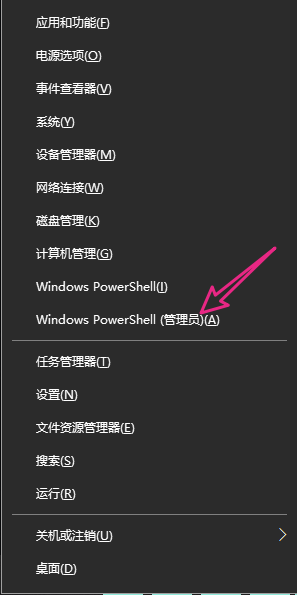 应用和功能(F)
电源选项(O)
事件查看器(V)
系统(Y)
设备管理器(M)
网络连接(W)
磁盘管理(K)
计算机管理(G)
Windows PowerShell(I)
Windows PowerShell (管理员)(A)
任务管理器(T)
设置(N)
文件资源管理器(E)
搜索(S)
运行(R)
关机或注销(U)
桌面(D)